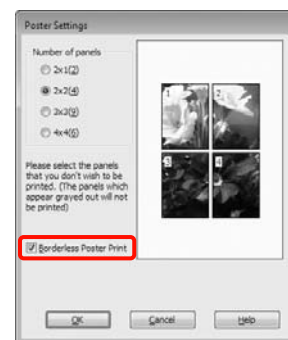 Poster Settings
Number of panels
2x1(2)
2x2(4)
3x3(9)
4x4(6)
Please select the panels
that you don't wish to be
printed. (The panels which
appear grayed out will not
be printed)
Borderless Poster Print
1
2
3
4
OK
Cancel
Help